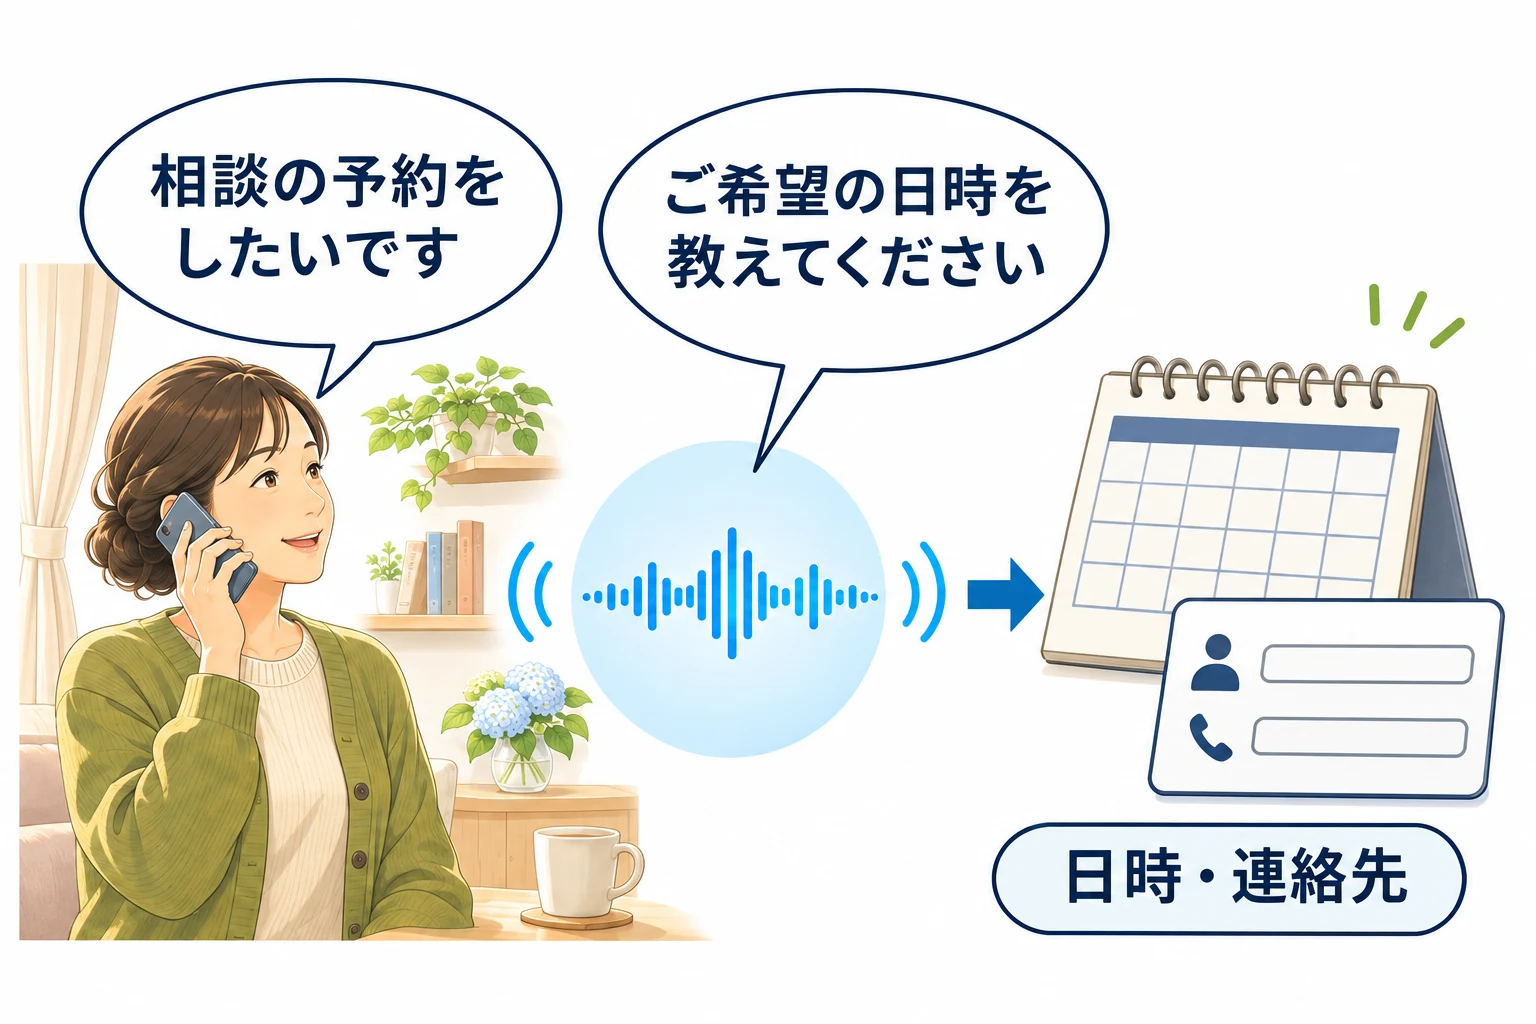 相談の予約を
したいです
ご希望の日時を
教えてください
日時・連絡先